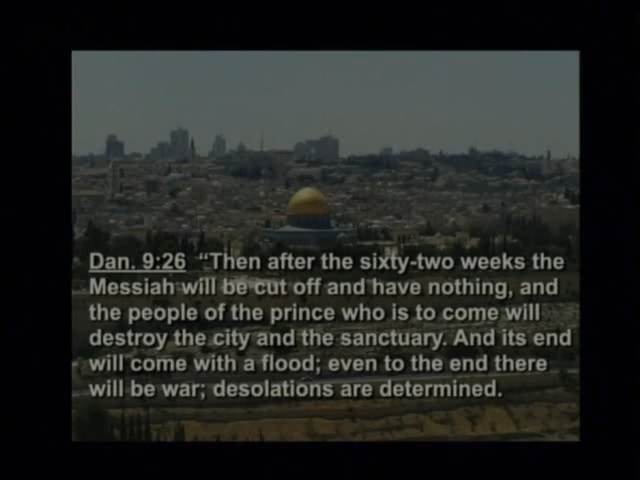 Dan. 9:26 “Then after the sixty-two weeks the
Messiah will be cut off and have nothing, and
the people of the prince who is to come will
destroy the city and the sanctuary. And its end
will come with a flood; even to the end there
will be war; desolations are determined.